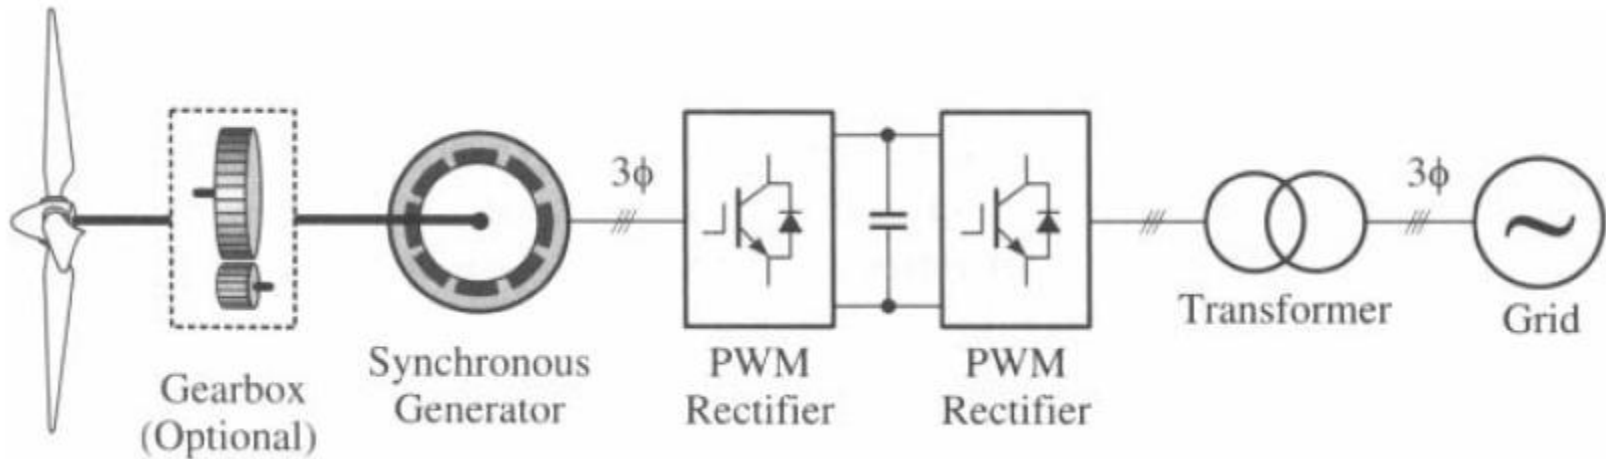 3ϕ
3ϕ
Gearbox
(Optional)
Synchronous
Generator
PWM
Rectifier
PWM
Rectifier
Transformer
Grid